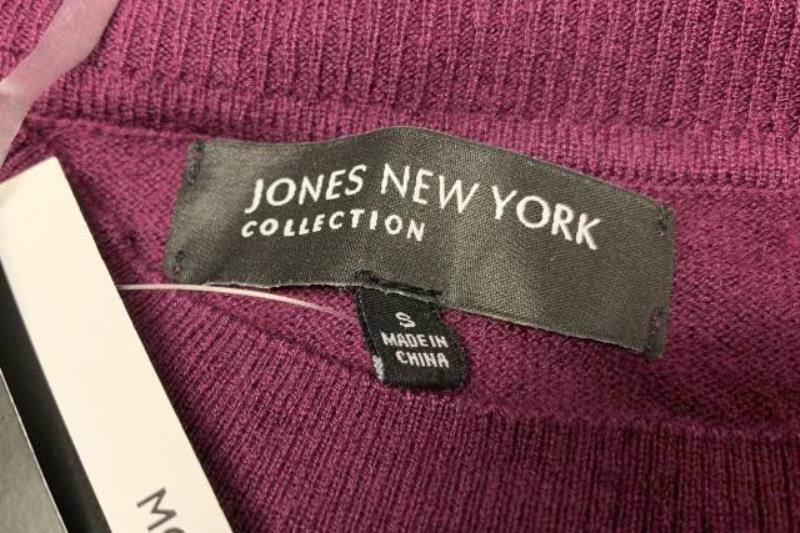 JONES NEW YORK
COLLECTION
S
MADE IN
CHINA